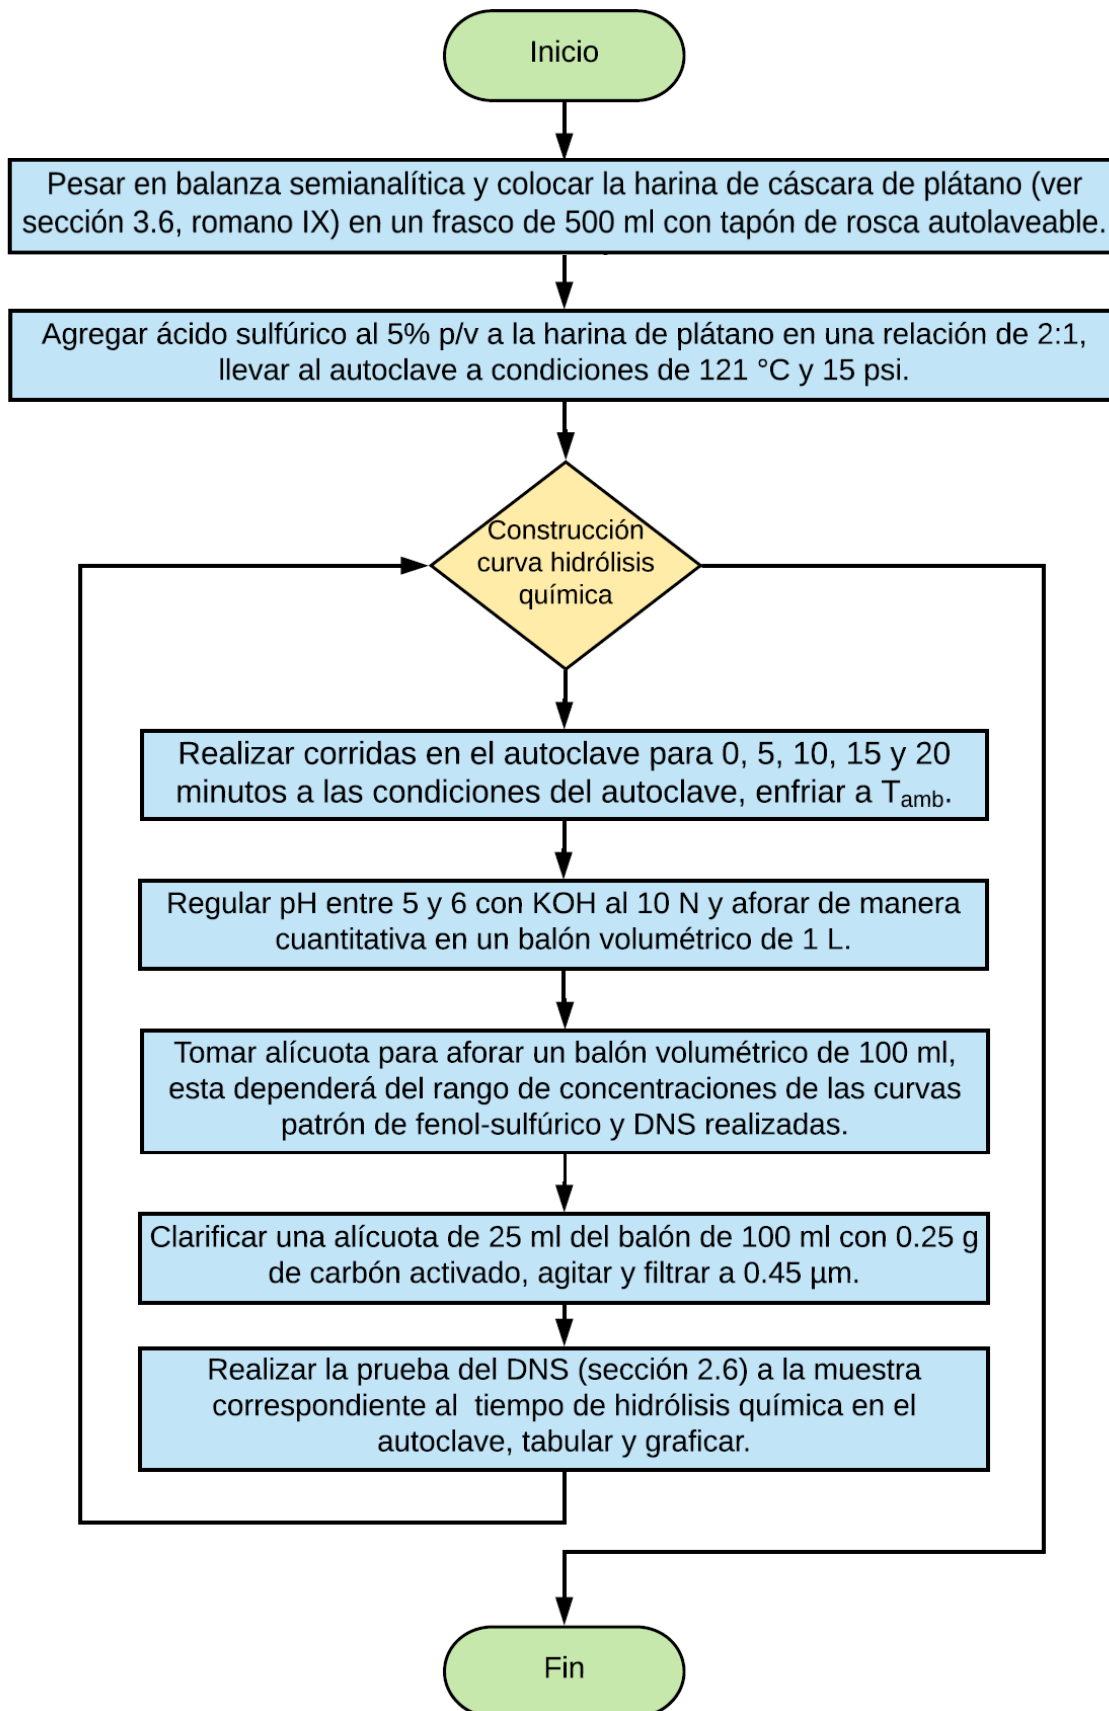 Inicio
Pesar en balanza semianalítica y colocar la harina de cáscara de plátano (ver
sección 3.6, romano IX) en un frasco de 500 ml con tapón de rosca autolaveable.
Agregar ácido sulfúrico al 5% p/v a la harina de plátano en una relación de 2:1,
llevar al autoclave a condiciones de 121 °C y 15 psi.
Construcción
curva hidrólisis
química
Realizar corridas en el autoclave para 0, 5, 10, 15 y 20
minutos a las condiciones del autoclave, enfriar a Tamb.
Regular pH entre 5 y 6 con KOH al 10 N y aforar de manera
cuantitativa en un balón volumétrico de 1 L.
Tomar alícuota para aforar un balón volumétrico de 100 ml,
esta dependerá del rango de concentraciones de las curvas
patrón de fenol-sulfúrico y DNS realizadas.
Clarificar una alícuota de 25 ml del balón de 100 ml con 0.25 g
de carbón activado, agitar y filtrar a 0.45 µm.
Realizar la prueba del DNS (sección 2.6) a la muestra
correspondiente al tiempo de hidrólisis química en el
autoclave, tabular y graficar.
Fin